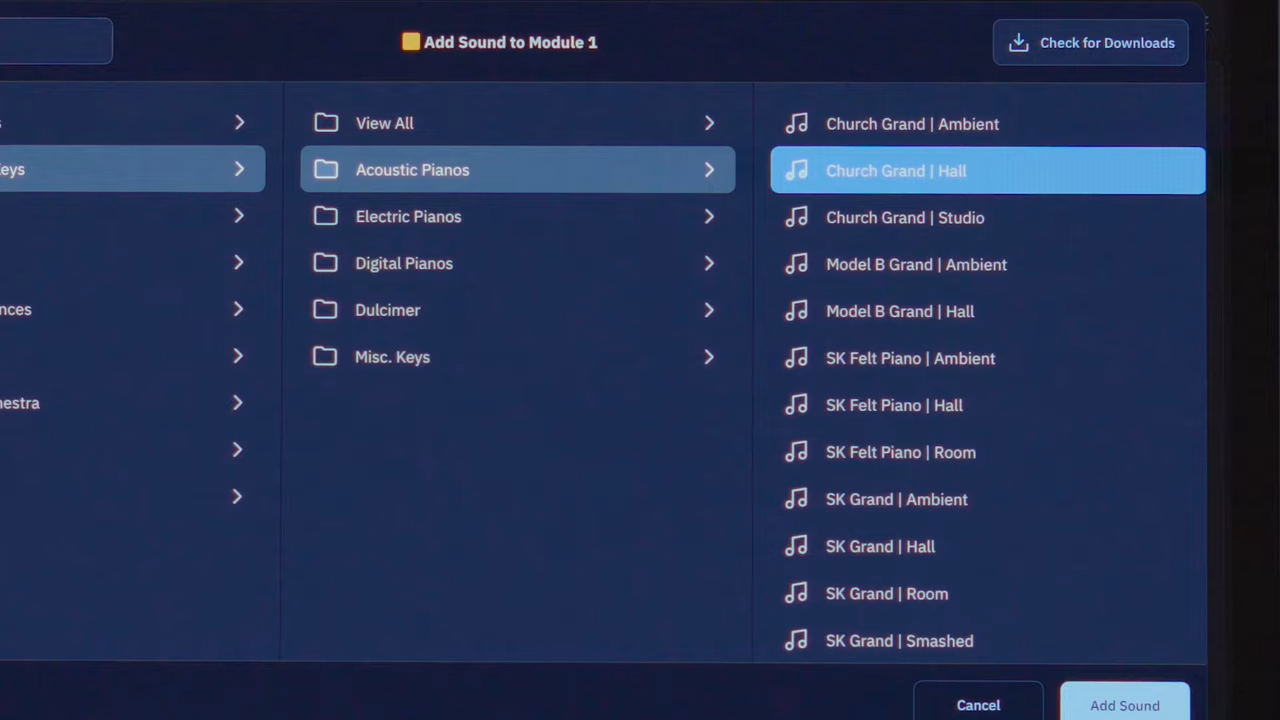 Add Sound to Module 1
Check for Downloads
View All
Acoustic Pianos
Electric Pianos
Digital Pianos
Dulcimer
Misc. Keys
Church Grand | Ambient
Church Grand | Hall
Church Grand | Studio
Model B Grand | Ambient
Model B Grand | Hall
SK Felt Piano | Ambient
SK Felt Piano | Hall
SK Felt Piano | Room
SK Grand | Ambient
SK Grand | Hall
SK Grand | Room
SK Grand | Smashed
Cancel
Add Sound